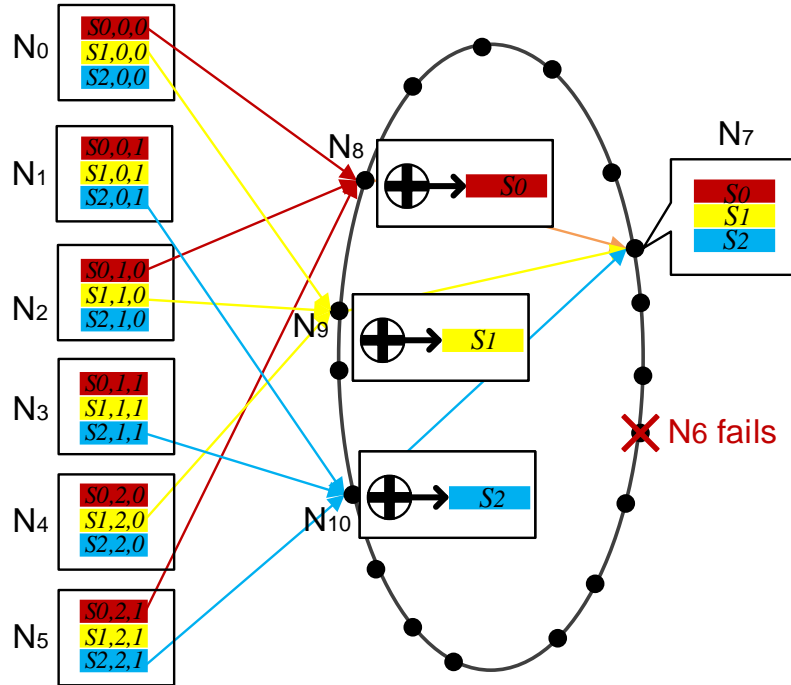 N0
S0,0,0
S1,0,0
S2,0,0
N1
S0,0,1
S1,0,1
S2,0,1
N2
S0,1,0
S1,1,0
S2,1,0
N3
S0,1,1
S1,1,1
S2,1,1
N4
S0,2,0
S1,2,0
S2,2,0
N5
S0,2,1
S1,2,1
S2,2,1
N8
S0
N9
S1
N10
S2
N7
S0
S1
S2
N6 fails